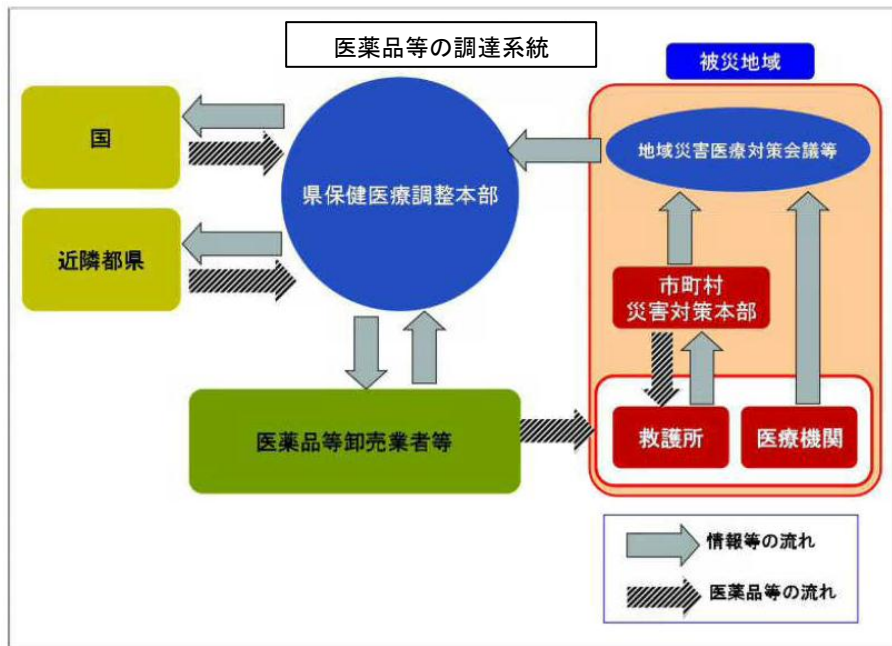 医薬品等の調達系統
被災地域
国
県保健医療調整本部
地域災害医療対策会議等
近隣都県
市町村
災害対策本部
医薬品等卸売業者等
救護所
医療機関
情報等の流れ
医薬品等の流れ